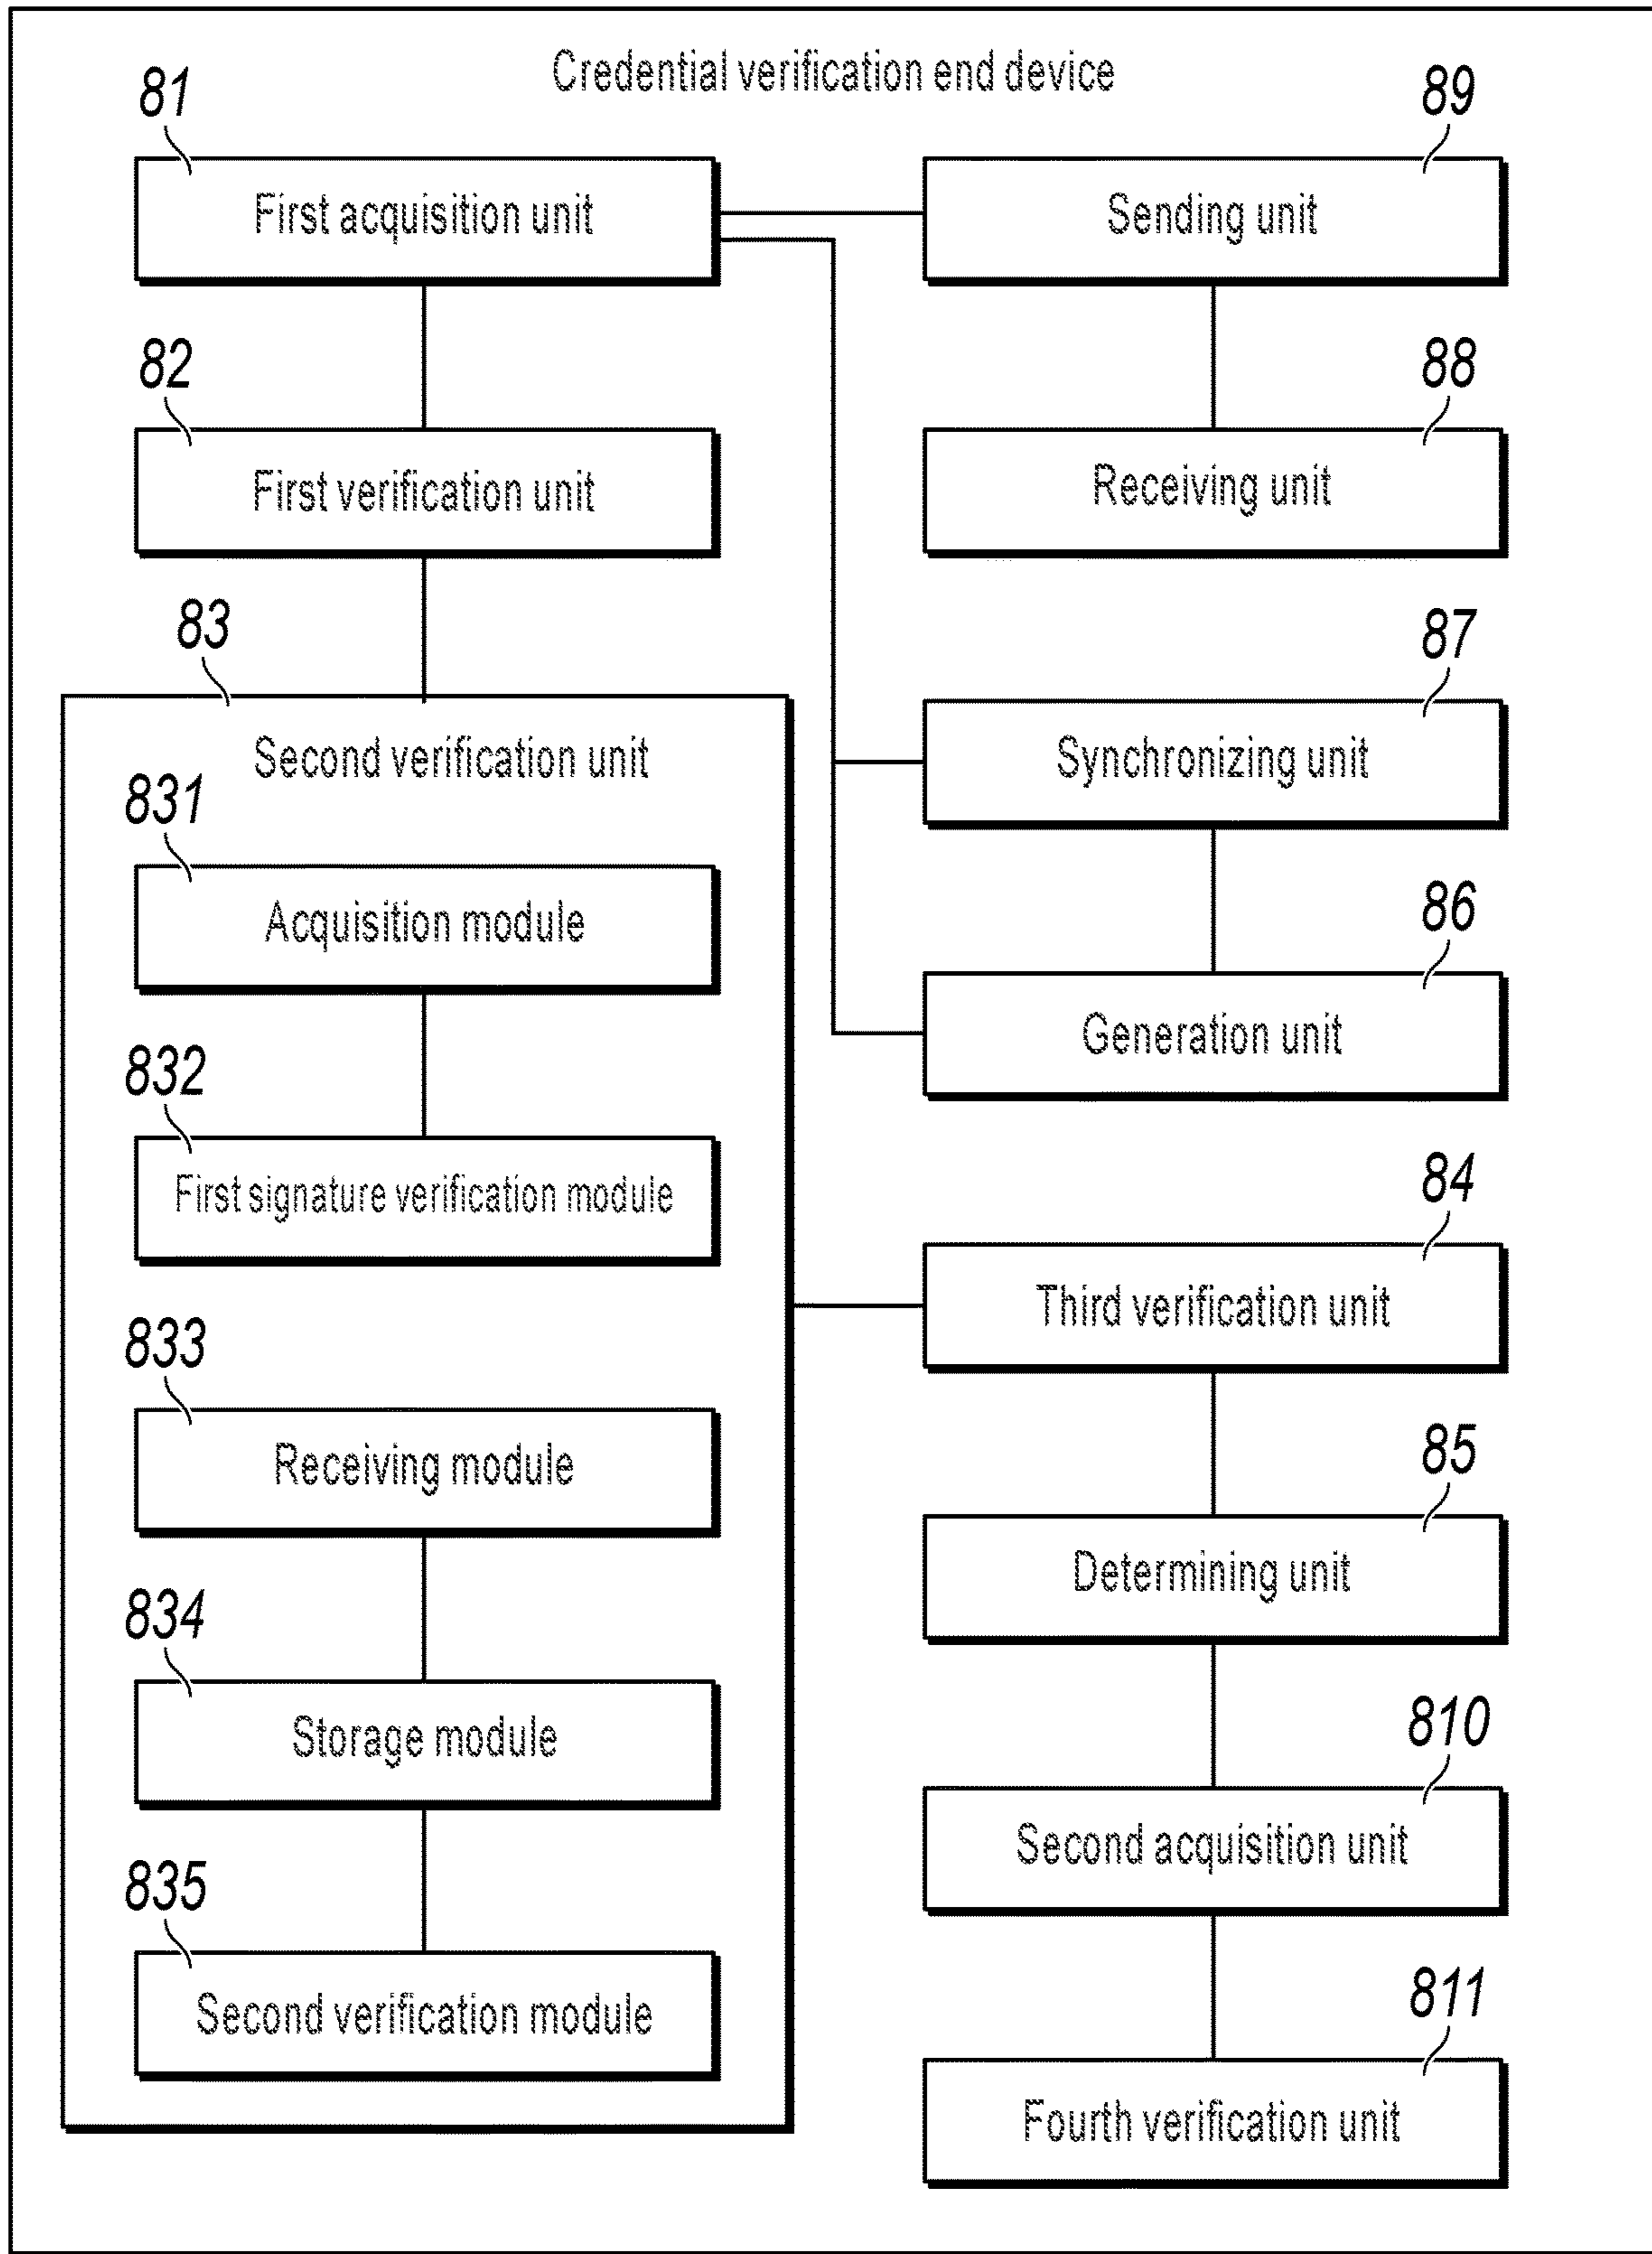 Credential verification end device
81
First acquisition unit
82
First verification unit
83
Second verification unit
831
Acquisition module
832
First signature verification module
833
Receiving module
834
Storage module
835
Second verification module
89
Sending unit
88
Receiving unit
87
Synchronizing unit
86
Generation unit
84
Third verification unit
85
Determining unit
810
Second acquisition unit
811
Fourth verification unit